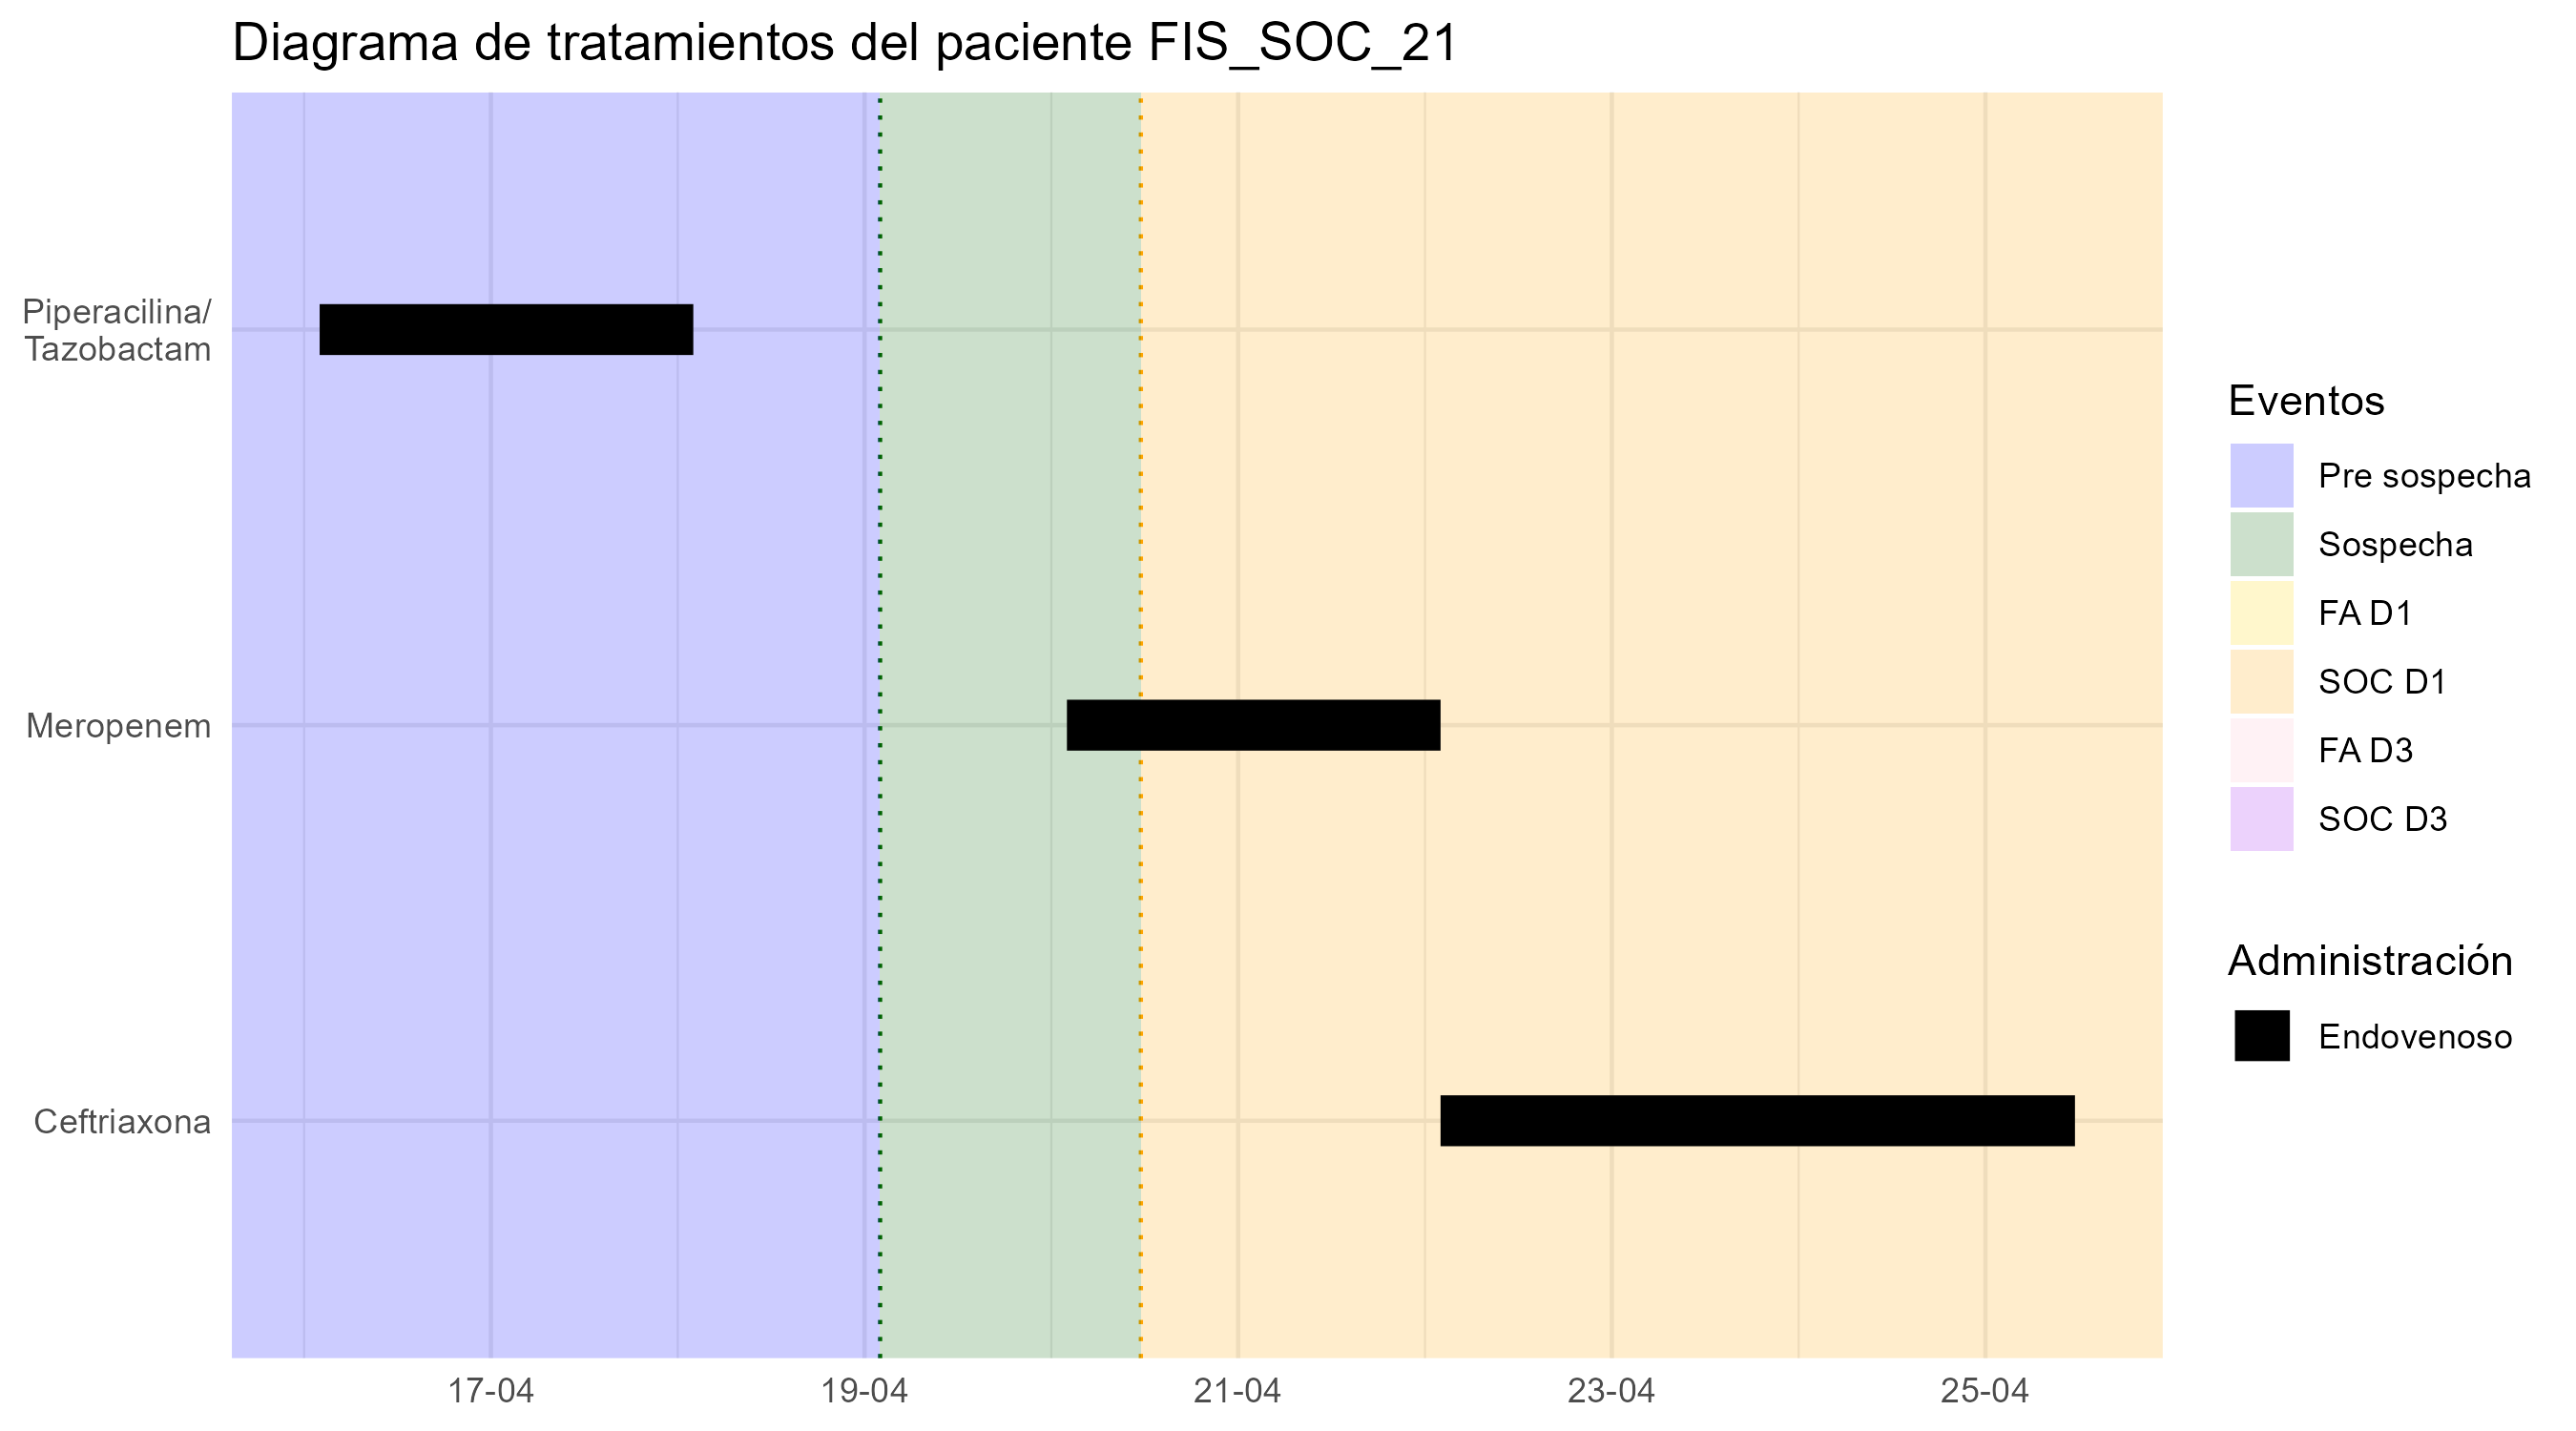 Diagrama de tratamientos del paciente FIS_SOC_21
Piperacilina/
Tazobactam
Meropenem
Ceftriaxona
17-04
19-04
21-04
23-04
25-04
Eventos
Pre sospecha
Sospecha
FA D1
SOC D1
FA D3
SOC D3
Administración
Endovenoso